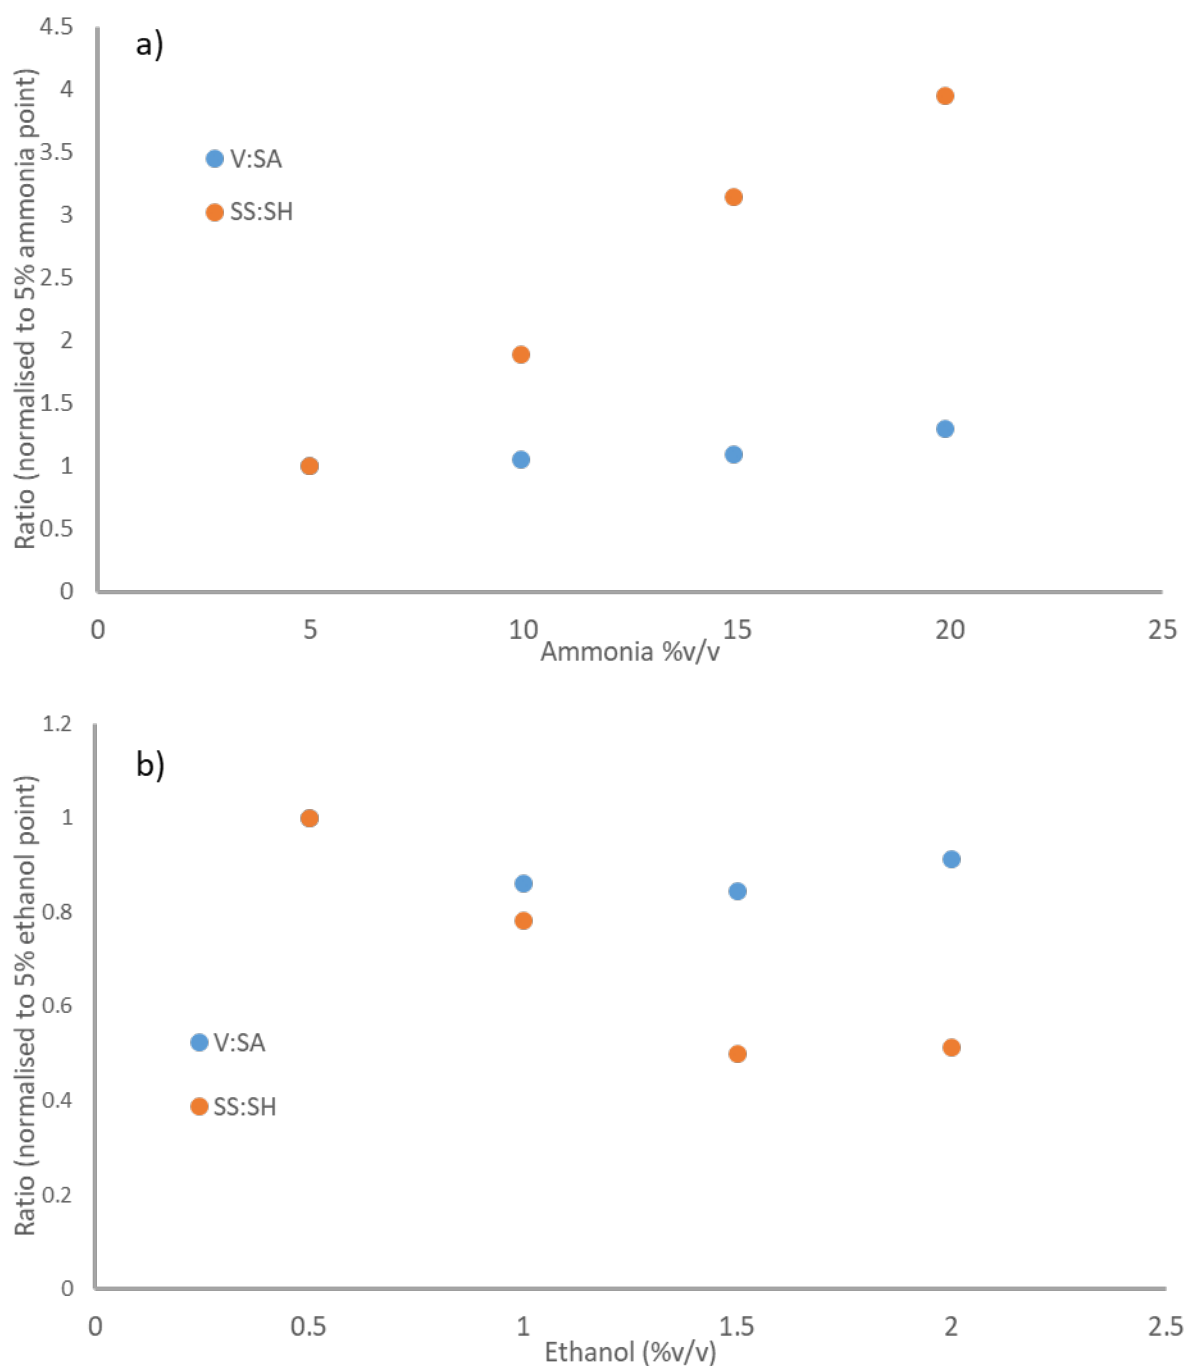 a)
Ratio (normalised to 5% ammonia point)
4.5
4
3.5
3
2.5
2
1.5
1
0.5
0
V:SA
SS:SH
0 5 10 15 20 25
Ammonia %v/v
b)
Ratio (normalised to 5% ethanol point)
1.2
1
0.8
0.6
0.4
0.2
0
V:SA
SS:SH
0 0.5 1 1.5 2 2.5
Ethanol (%v/v)